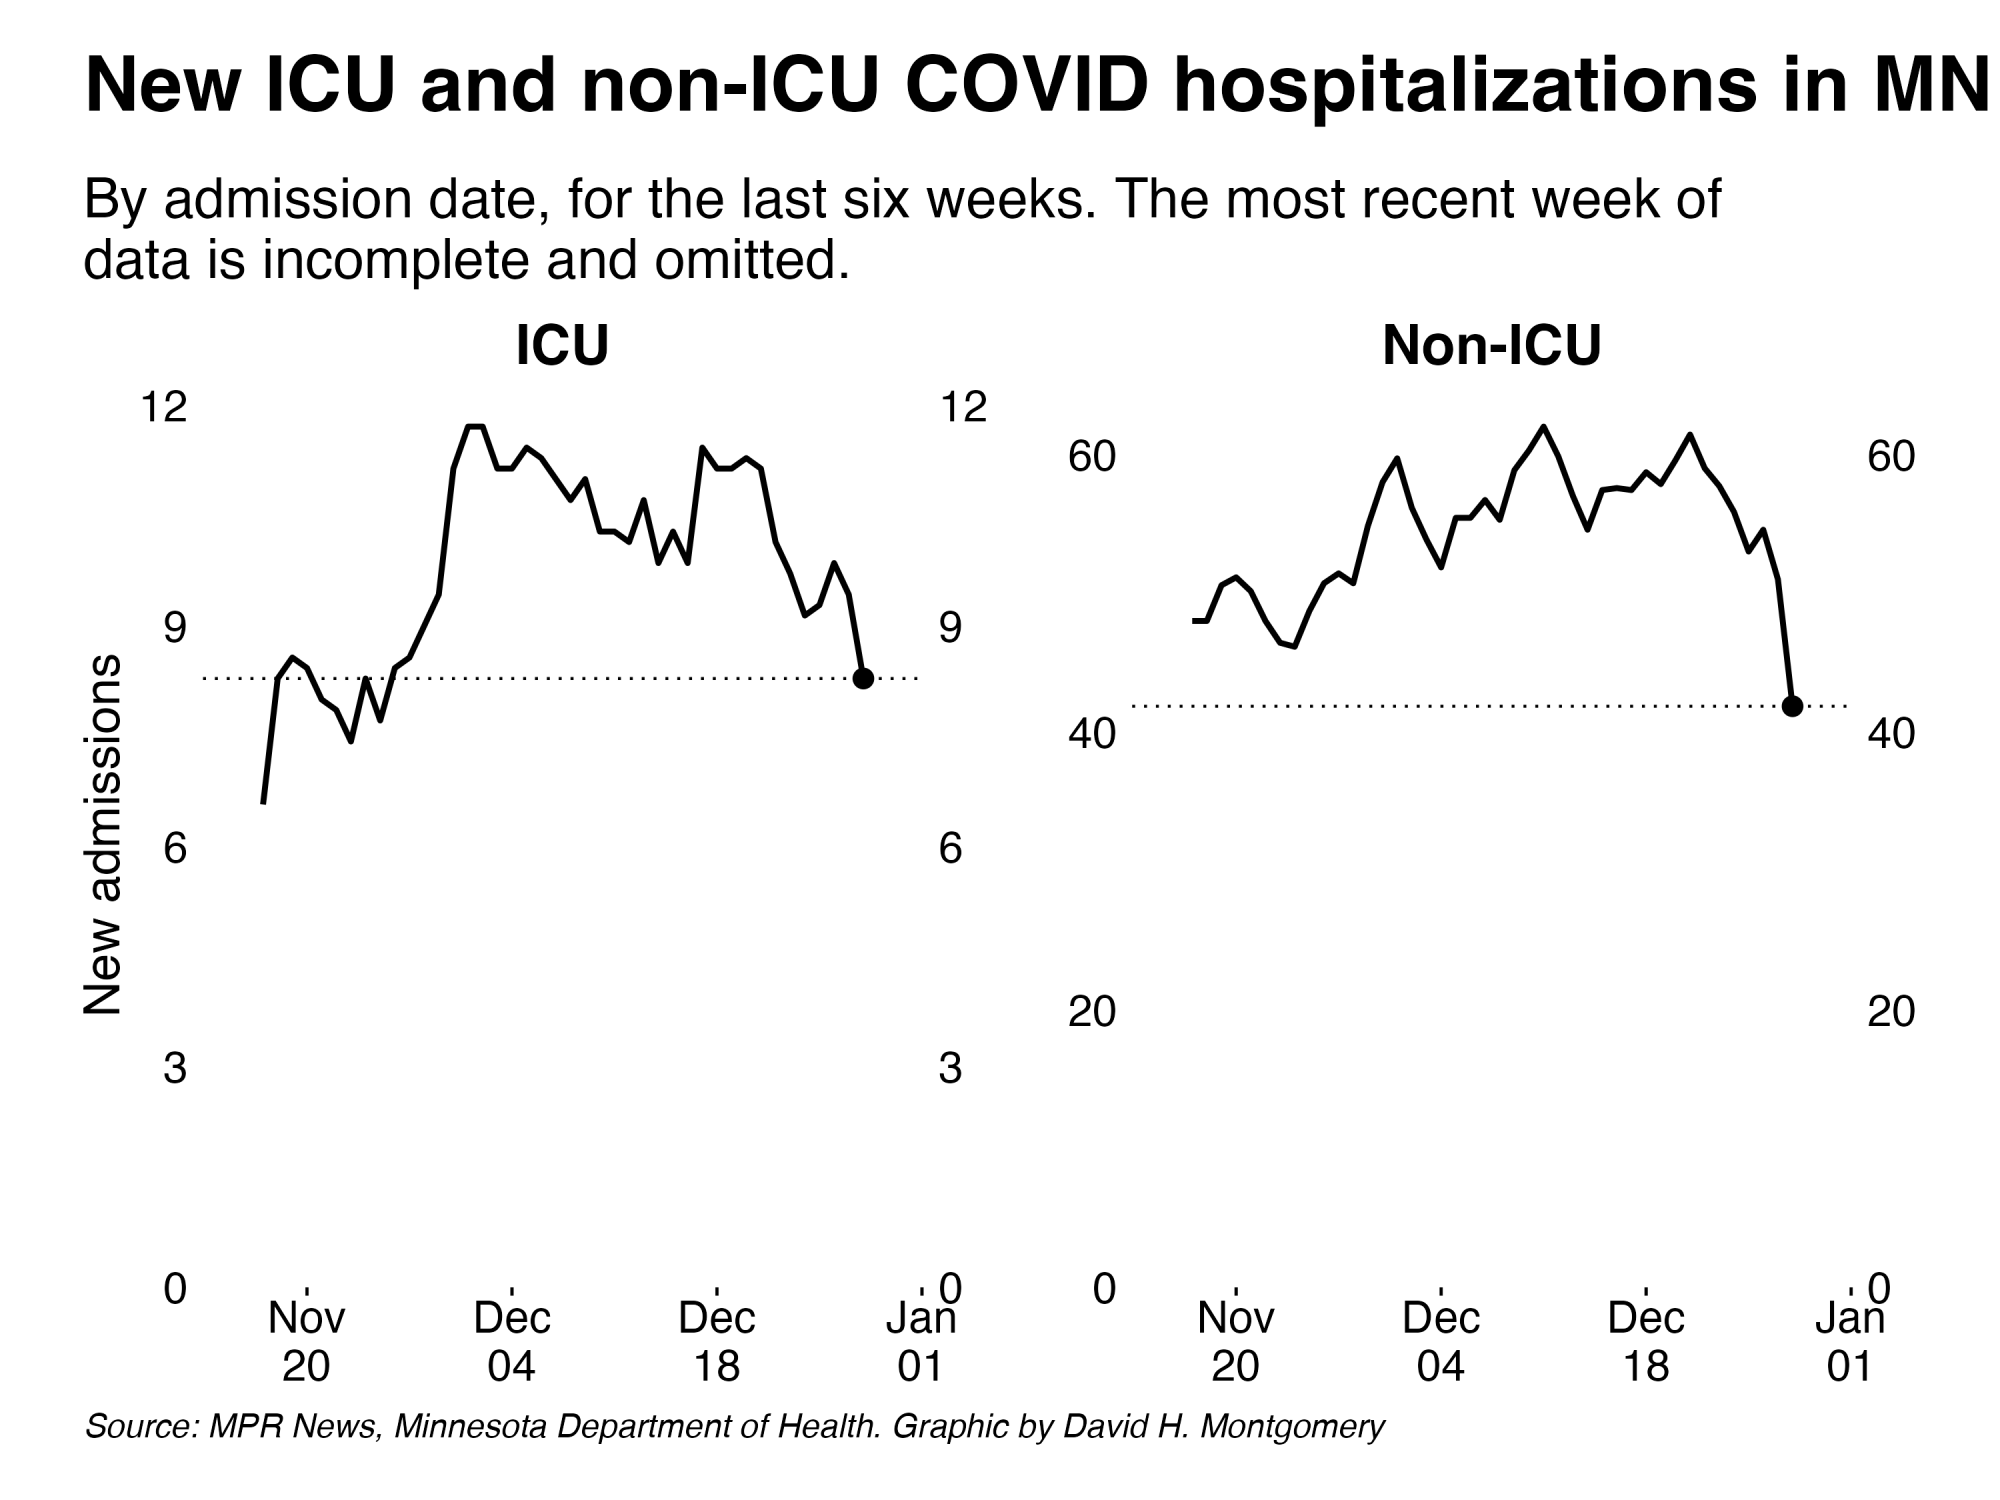 New ICU and non-ICU COVID hospitalizations in MN
By admission date, for the last six weeks. The most recent week of
data is incomplete and omitted.
ICU
Non-ICU
New admissions
12
9
6
3
0
12
9
6
3
0
Nov
20
Dec
04
Dec
18
Jan
01
60
40
20
0
60
40
20
0
Nov
20
Dec
04
Dec
18
Jan
01
Source: MPR News, Minnesota Department of Health. Graphic by David H. Montgomery